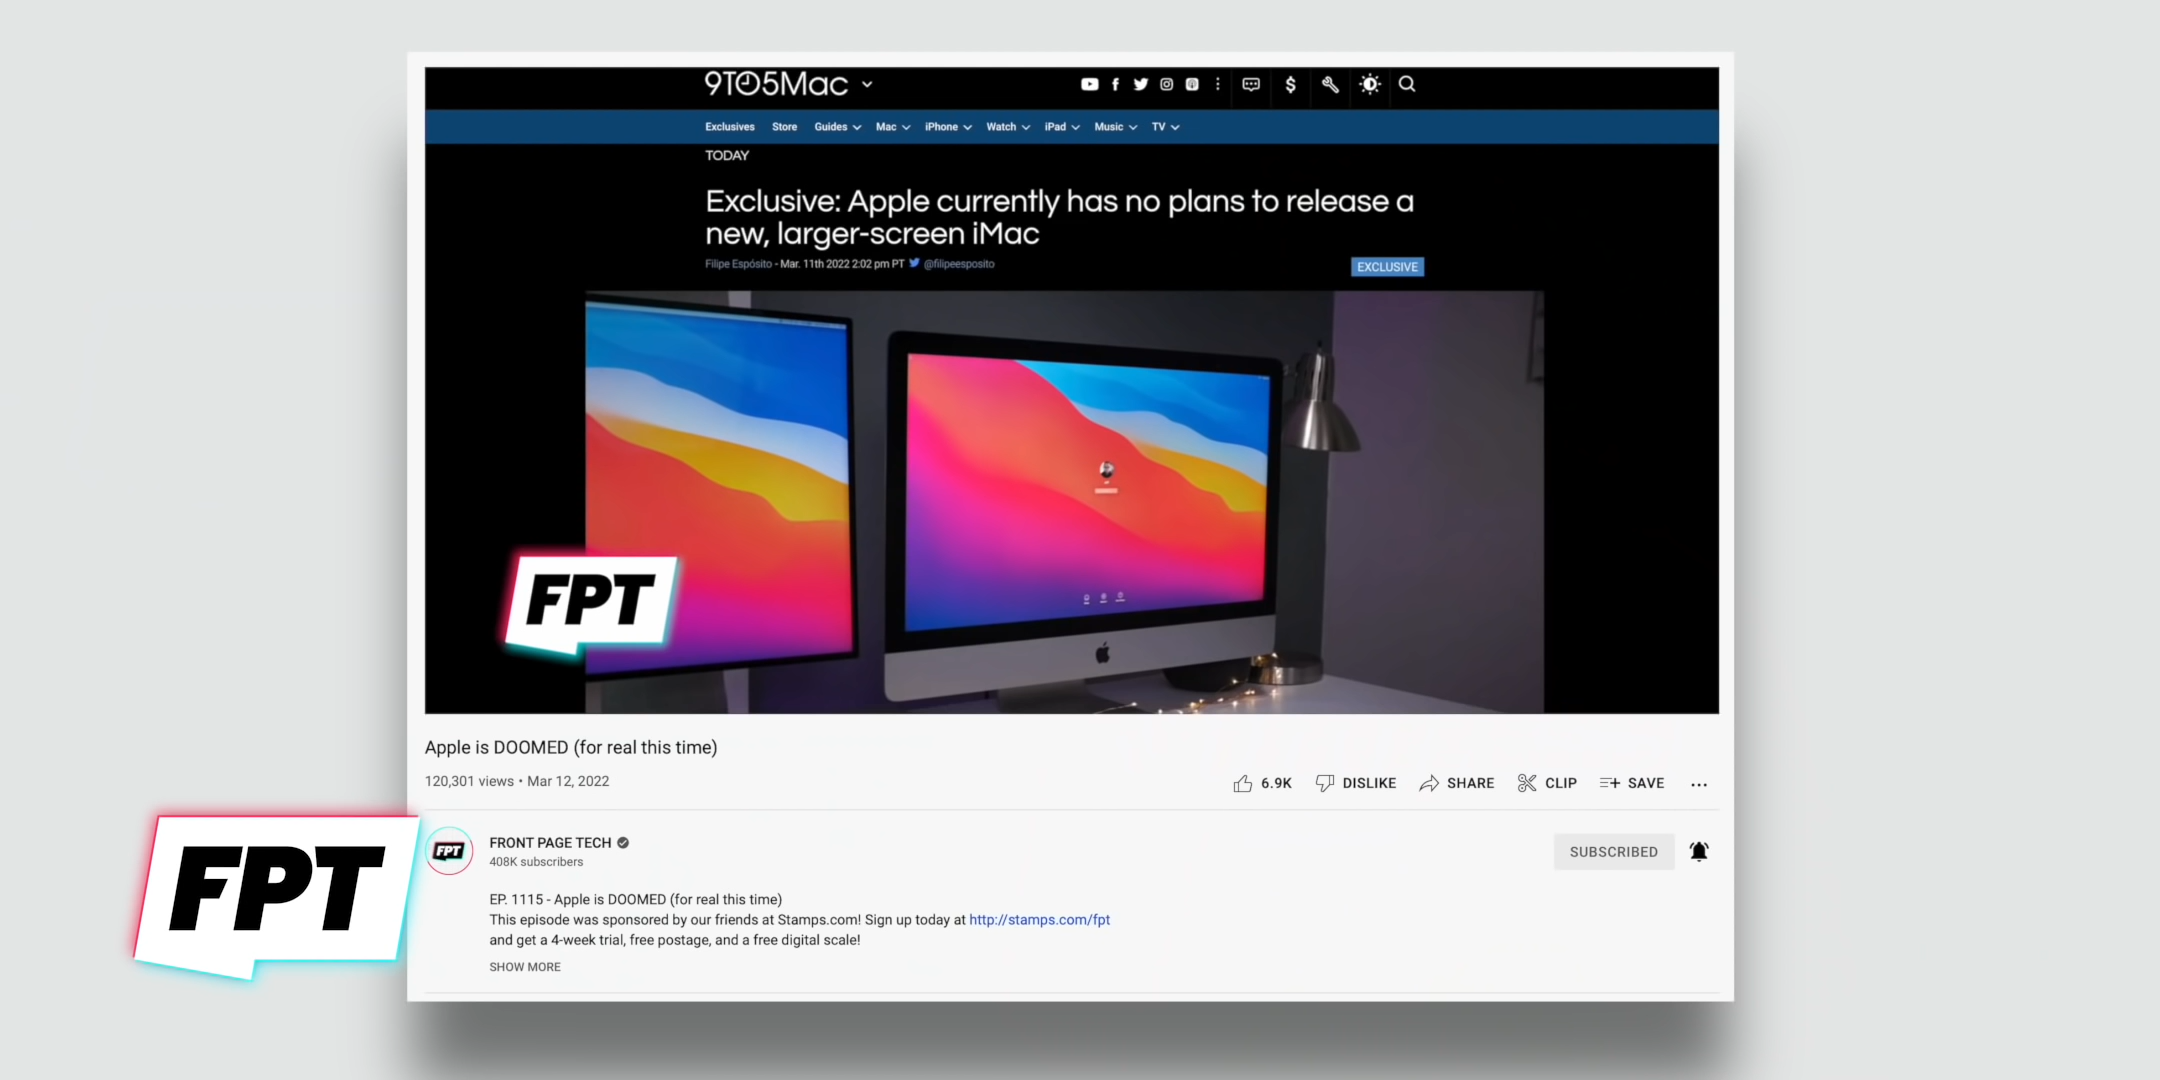 9TO5Mac
Exclusives Store Guides Mac iPhone Watch iPad Music TV
TODAY
Exclusive: Apple currently has no plans to release a
new, larger-screen iMac
Filipe Espósito - Mar. 11th 2022 2:02 pm PT @filipeesposito
EXCLUSIVE
FPT
Apple is DOOMED (for real this time)
120,301 views • Mar 12, 2022
6.9K DISLIKE SHARE CLIP SAVE
FPT
FPT
FRONT PAGE TECH
408K subscribers
SUBSCRIBED
EP. 1115 - Apple is DOOMED (for real this time)
This episode was sponsored by our friends at Stamps.com! Sign up today at http://stamps.com/fpt
and get a 4-week trial, free postage, and a free digital scale!
SHOW MORE